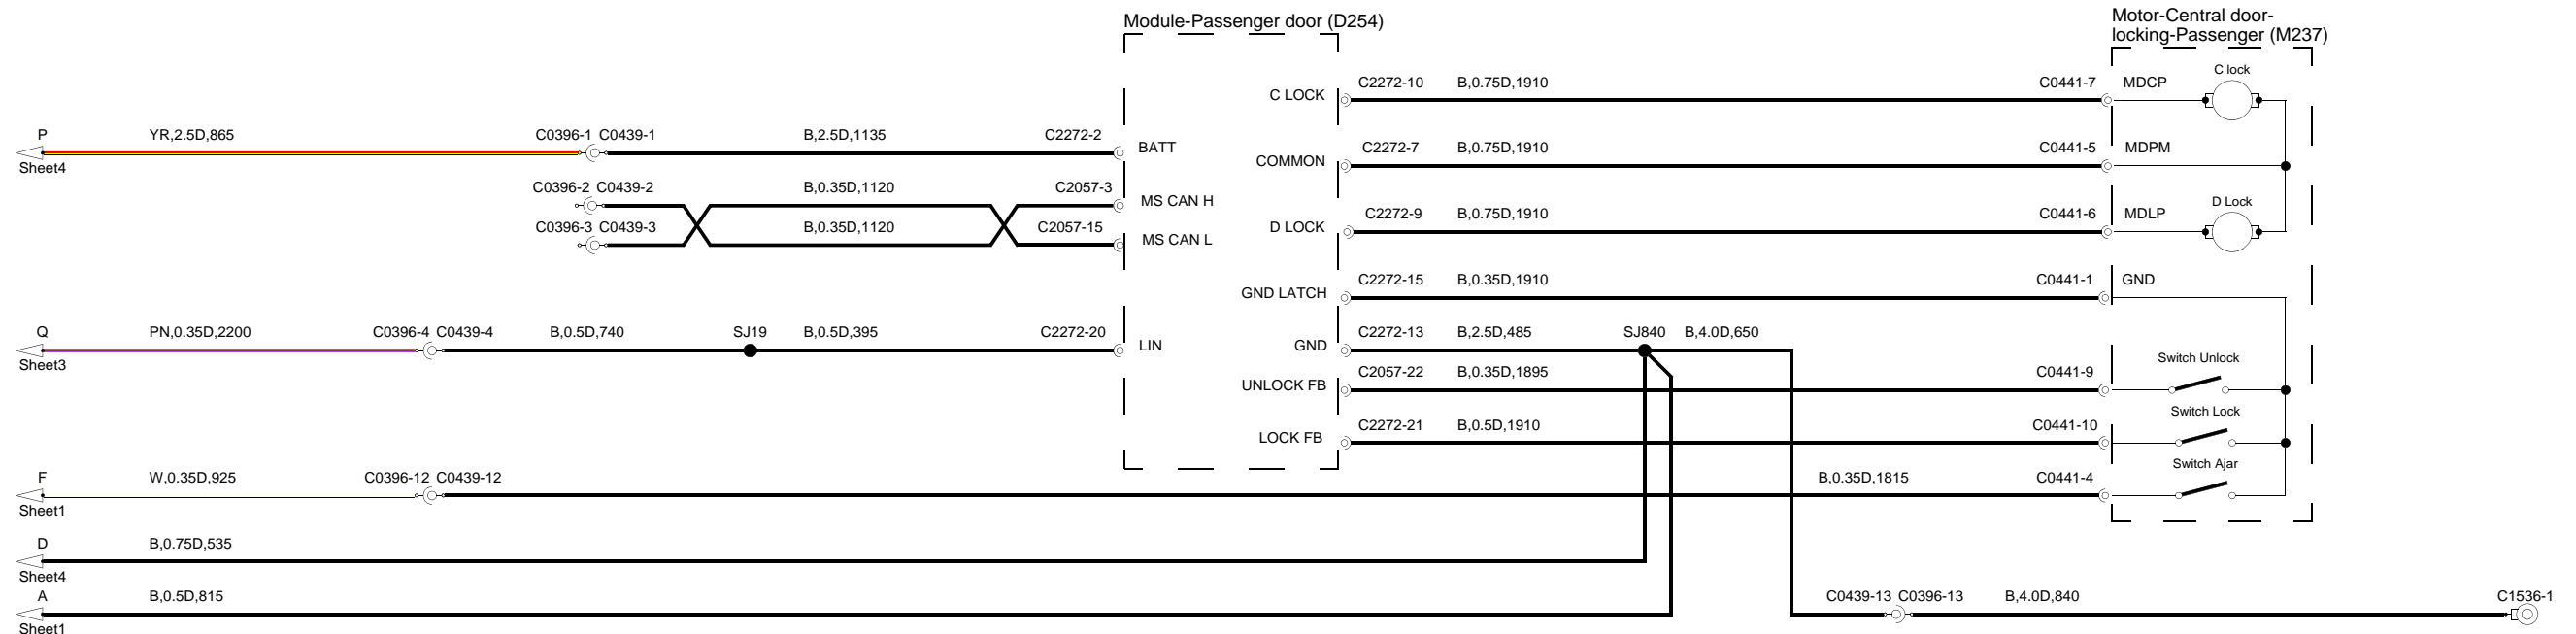 Module-Passenger door (D254)
Motor-Central door-
locking-Passenger (M237)
C LOCK
C2272-10 B,0.75D,1910 C0441-7 MDCP
C lock
P YR,2.5D,865 C0396-1 C0439-1 B,2.5D,1135 C2272-2 BATT
Sheet4
COMMON C2272-7 B,0.75D,1910 C0441-5 MDPM
C0396-2 C0439-2 B,0.35D,1120 C2057-3 MS CAN H
C0396-3 C0439-3 B,0.35D,1120 C2057-15 MS CAN L
D LOCK C2272-9 B,0.75D,1910 C0441-6 MDLP
D Lock
GND LATCH C2272-15 B,0.35D,1910 C0441-1 GND
Q PN,0.35D,2200 C0396-4 C0439-4 B,0.5D,740 SJ19 B,0.5D,395 C2272-20 LIN
Sheet3
GND C2272-13 B,2.5D,485 SJ840 B,4.0D,650
UNLOCK FB C2057-22 B,0.35D,1895 C0441-9
Switch Unlock
LOCK FB C2272-21 B,0.5D,1910 C0441-10
Switch Lock
F W,0.35D,925 C0396-12 C0439-12 B,0.35D,1815 C0441-4
Switch Ajar
Sheet1
D B,0.75D,535
Sheet4
A B,0.5D,815 C0439-13 C0396-13 B,4.0D,840 C1536-1
Sheet1